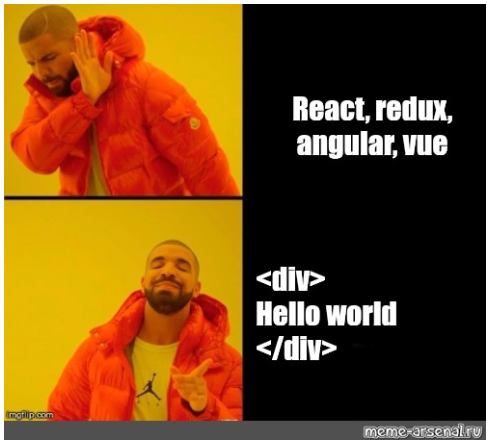 React, redux,
angular, vue
<div>
Hello world
</div>
imgflip.com
meme-arsenal.ru